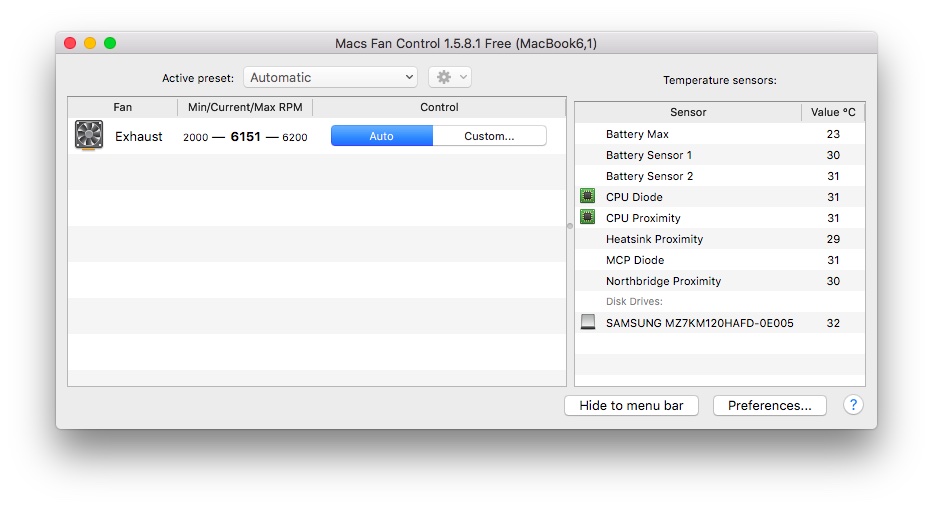 Macs Fan Control 1.5.8.1 Free (MacBook6,1)
Active preset: Automatic
Fan Min/Current/Max RPM Control
Exhaust 2000 — 6151 — 6200 Auto Custom...
Temperature sensors:
Sensor Value °C
Battery Max 23
Battery Sensor 1 30
Battery Sensor 2 31
CPU Diode 31
CPU Proximity 31
Heatsink Proximity 29
MCP Diode 31
Northbridge Proximity 30
Disk Drives:
SAMSUNG MZ7KM120HAFD-0E005 32
Hide to menu bar Preferences... ?